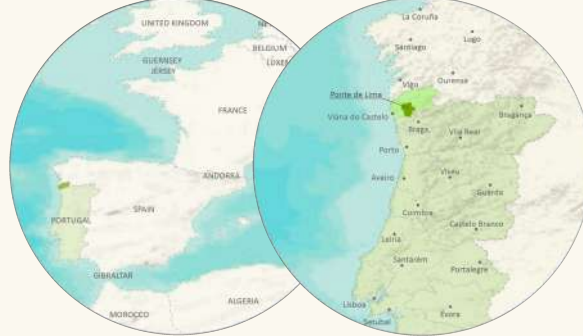 UNITED KINGDOM
NE
BELGIUM
GUERNSEY
JERSEY
LUXE
FRANCE
ANDORRA
SPAIN
PORTUGAL
GIBRALTAR
MOROCCO
ALGERIA
La Coruña
Lugo
Santiago
Ourense
Vigo
Ponte de Lima
Viana do Castelo
Bragança
Braga
Vila Real
Porto
Aveiro
Viseu
Guarda
Coimbra
Castelo Branco
Leiria
Santarém
Portalegre
Lisboa
Setúbal
Évora